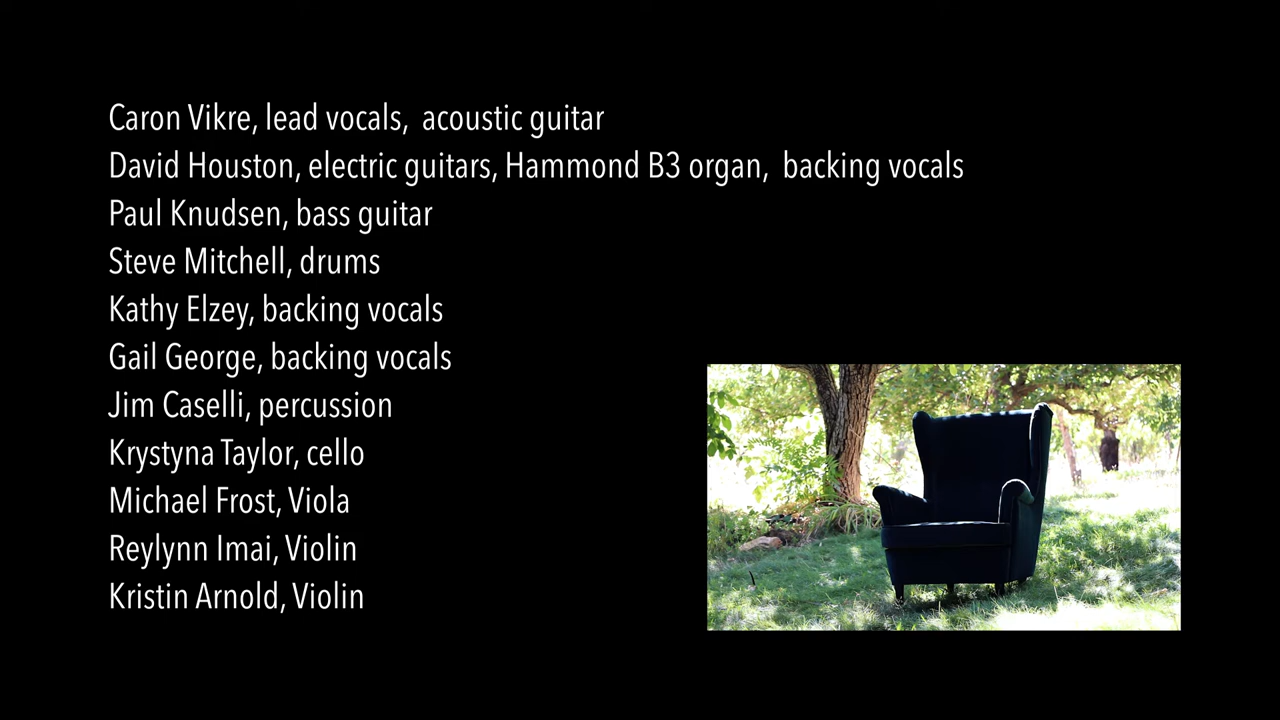 Caron Vikre, lead vocals,  acoustic guitar
David Houston, electric guitars, Hammond B3 organ,  backing vocals
Paul Knudsen, bass guitar
Steve Mitchell, drums
Kathy Elzey, backing vocals
Gail George, backing vocals
Jim Caselli, percussion
Krystyna Taylor, cello
Michael Frost, Viola
Reylynn Imai, Violin
Kristin Arnold, Violin